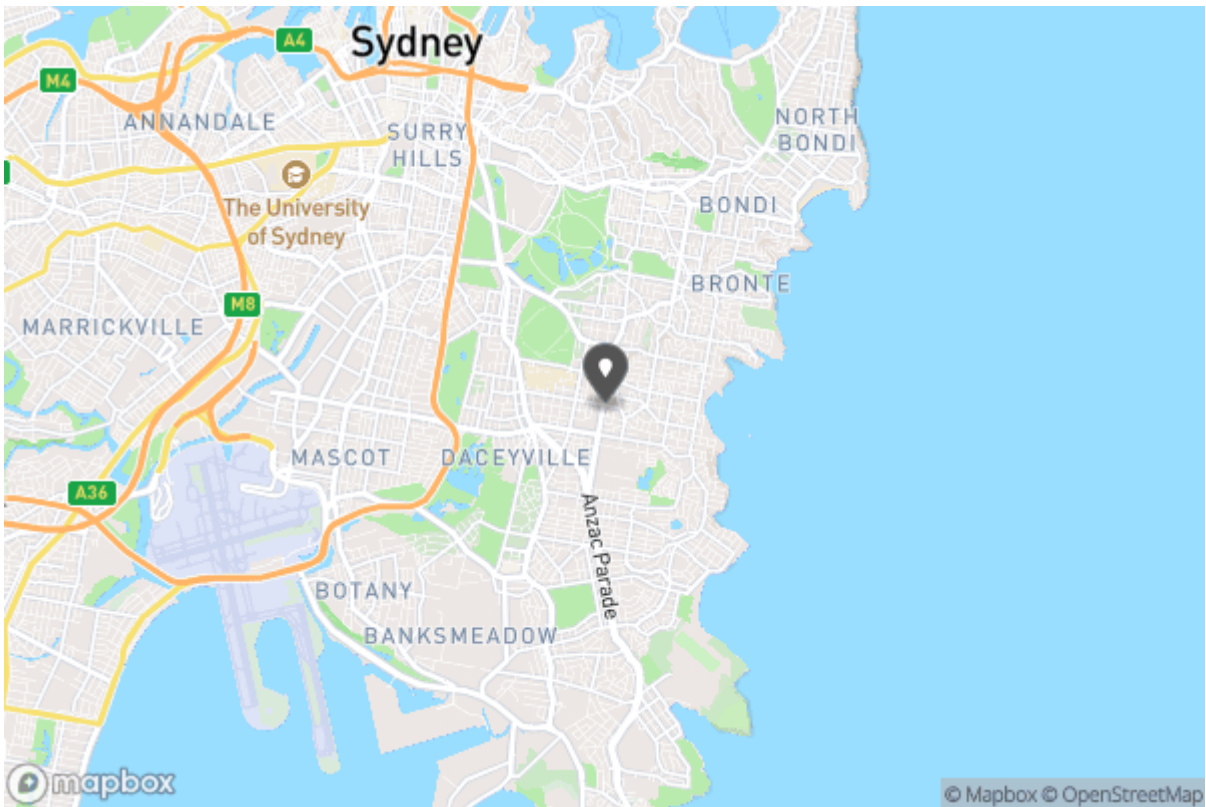 A4
Sydney
M4
ANNANDALE
SURRY
HILLS
NORTH
BONDI
The University
of Sydney
BONDI
BRONTE
M8
MARRICKVILLE
MASCOT
DACEYVILLE
A36
Anzac Parade
BOTANY
BANKSMEADOW
mapbox
© Mapbox © OpenStreetMap